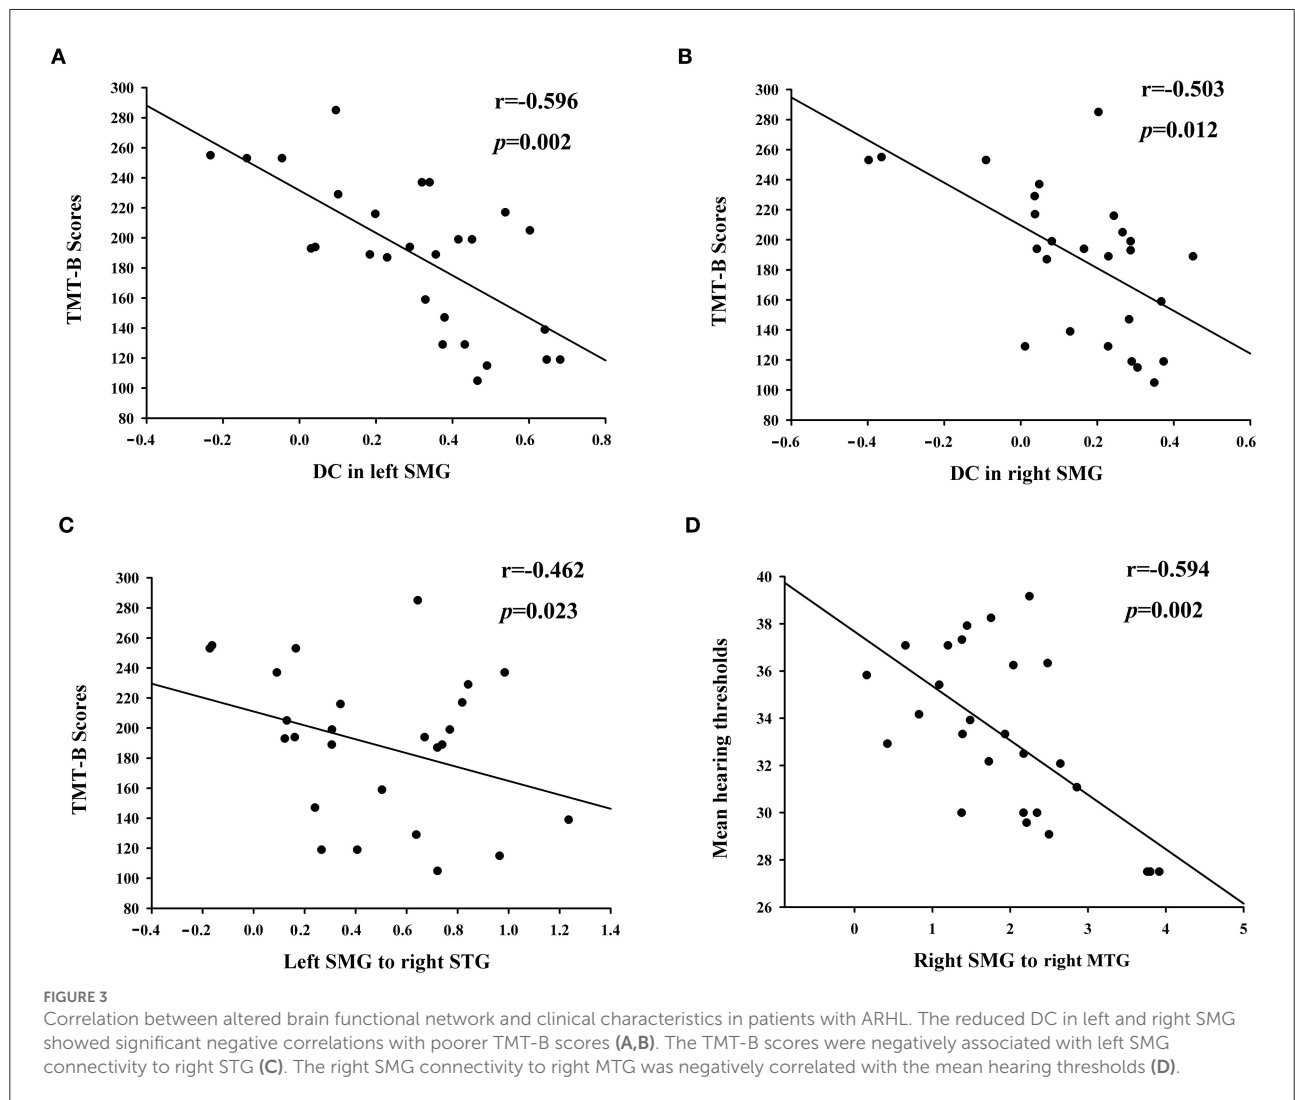 A
r=-0.596
p=0.002
300
280
260
240
220
200
180
160
140
120
100
80
TMT-B Scores
−0.4 −0.2 0.0 0.2 0.4 0.6 0.8
DC in left SMG
B
r=-0.503
p=0.012
300
280
260
240
220
200
180
160
140
120
100
80
TMT-B Scores
−0.6 −0.4 −0.2 0.0 0.2 0.4 0.6
DC in right SMG
C
r=-0.462
p=0.023
300
280
260
240
220
200
180
160
140
120
100
80
TMT-B Scores
−0.4 −0.2 0.0 0.2 0.4 0.6 0.8 1.0 1.2 1.4
Left SMG to right STG
D
r=-0.594
p=0.002
40
38
36
34
32
30
28
26
Mean hearing thresholds
0 1 2 3 4 5
Right SMG to right MTG
FIGURE 3
Correlation between altered brain functional network and clinical characteristics in patients with ARHL. The reduced DC in left and right SMG
showed significant negative correlations with poorer TMT-B scores (A,B). The TMT-B scores were negatively associated with left SMG
connectivity to right STG (C). The right SMG connectivity to right MTG was negatively correlated with the mean hearing thresholds (D).